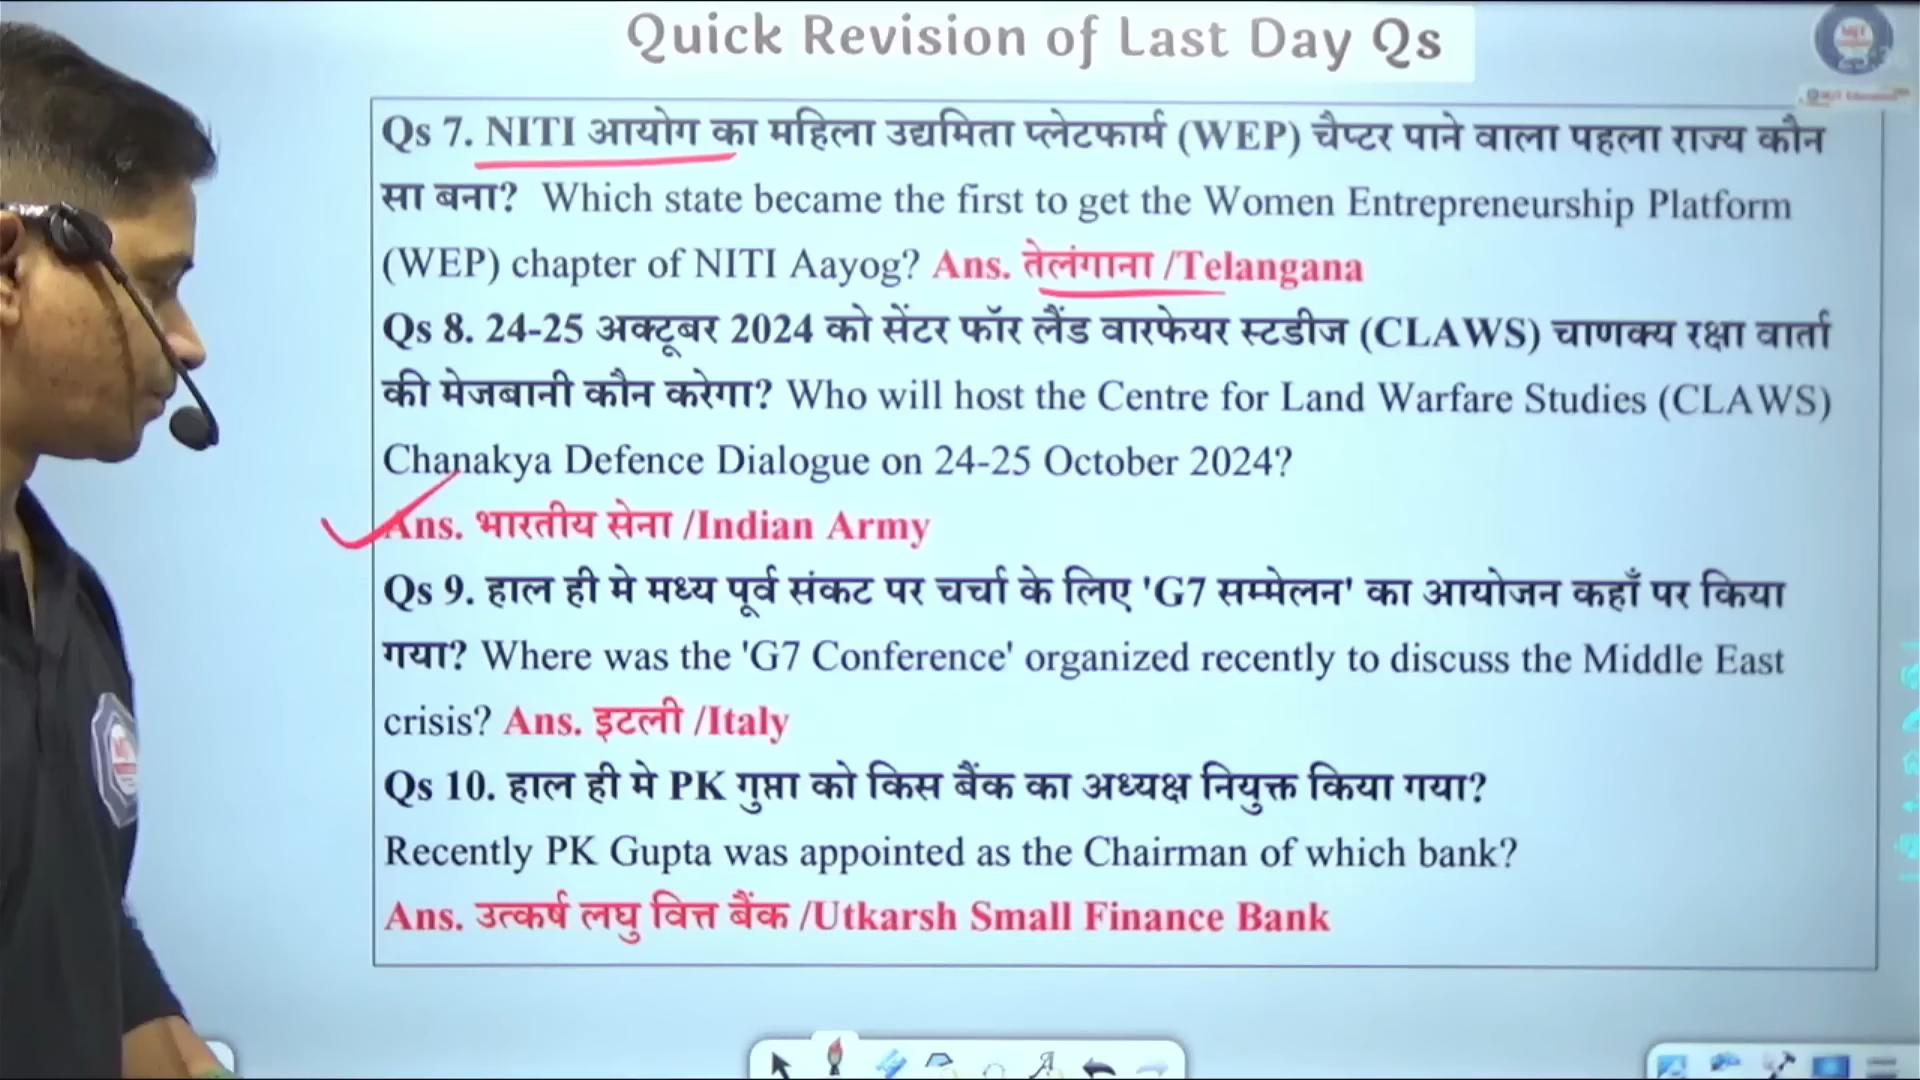 Quick Revision of Last Day Qs
Qs 7. NITI आयोग का महिला उद्यमिता प्लेटफार्म (WEP) चैप्टर पाने वाला पहला राज्य कौन
सा बना? Which state became the first to get the Women Entrepreneurship Platform
(WEP) chapter of NITI Aayog? Ans. तेलंगाना /Telangana
Qs 8. 24-25 अक्टूबर 2024 को सेंटर फॉर लैंड वारफेयर स्टडीज (CLAWS) चाणक्य रक्षा वार्ता
की मेजबानी कौन करेगा? Who will host the Centre for Land Warfare Studies (CLAWS)
Chanakya Defence Dialogue on 24-25 October 2024?
Ans. भारतीय सेना /Indian Army
Qs 9. हाल ही मे मध्य पूर्व संकट पर चर्चा के लिए 'G7 सम्मेलन' का आयोजन कहाँ पर किया
गया? Where was the 'G7 Conference' organized recently to discuss the Middle East
crisis? Ans. इटली /Italy
Qs 10. हाल ही मे PK गुप्ता को किस बैंक का अध्यक्ष नियुक्त किया गया?
Recently PK Gupta was appointed as the Chairman of which bank?
Ans. उत्कर्ष लघु वित्त बैंक /Utkarsh Small Finance Bank